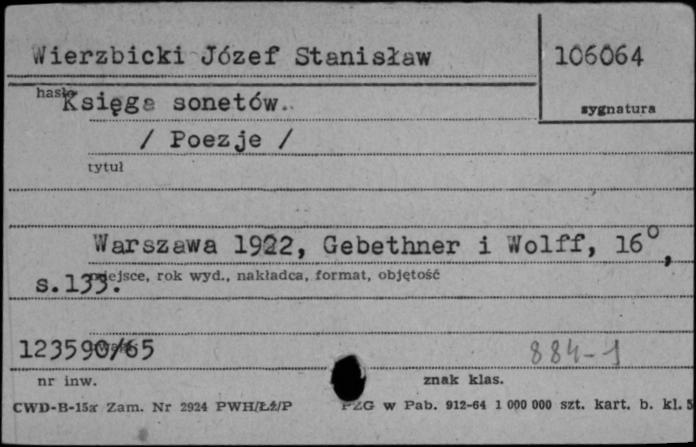 Wierzbicki Józef Stanisław
106064
hasło
Księga sonetów.
sygnatura
/ Poezje /
tytuł
Warszawa 1922, Gebethner i Wolff, 16°,
miejsce, rok wyd., nakładca, format, objętość
s.133.
123590/65
884-1
nr inw.
znak klas.
CWD-B-15a Zam. Nr 2924 PWH/Łź/P
PZG w Pab. 912-64 1 000 000 szt. kart. b. kl. 5